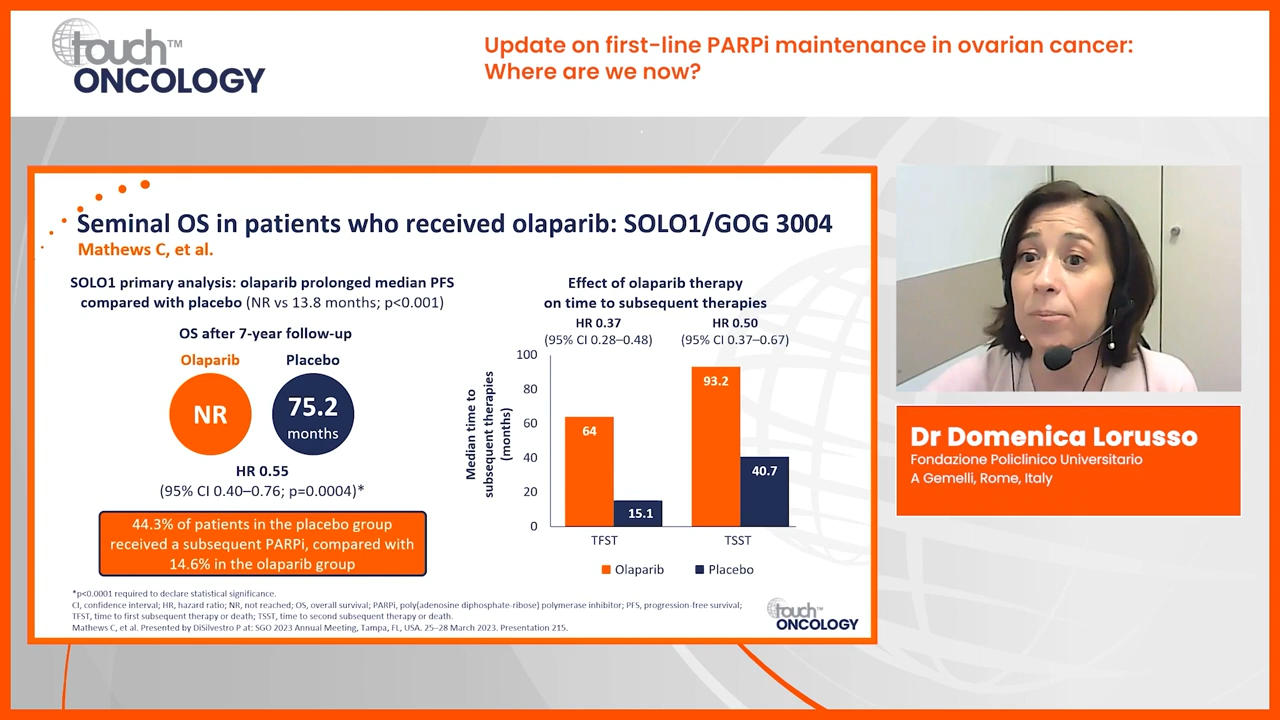 touch™
ONCOLOGY
Update on first-line PARPi maintenance in ovarian cancer:
Where are we now?
Seminal OS in patients who received olaparib: SOLO1/GOG 3004
Mathews C, et al.
SOLO1 primary analysis: olaparib prolonged median PFS
compared with placebo (NR vs 13.8 months; p<0.001)
OS after 7-year follow-up
Olaparib
Placebo
NR
75.2
months
HR 0.55
(95% CI 0.40–0.76; p=0.0004)*
44.3% of patients in the placebo group
received a subsequent PARPi, compared with
14.6% in the olaparib group
Effect of olaparib therapy
on time to subsequent therapies
HR 0.37
(95% CI 0.28–0.48)
HR 0.50
(95% CI 0.37–0.67)
Median time to
subsequent therapies
(months)
100
80
60
40
20
0
64
15.1
93.2
40.7
TFST
TSST
Olaparib
Placebo
*p<0.0001 required to declare statistical significance.
CI, confidence interval; HR, hazard ratio; NR, not reached; OS, overall survival; PARPi, poly(adenosine diphosphate-ribose) polymerase inhibitor; PFS, progression-free survival;
TFST, time to first subsequent therapy or death; TSST, time to second subsequent therapy or death.
Mathews C, et al. Presented by DiSilvestro P at: SGO 2023 Annual Meeting, Tampa, FL, USA. 25–28 March 2023. Presentation 215.
touch™
ONCOLOGY
Dr Domenica Lorusso
Fondazione Policlinico Universitario
A Gemelli, Rome, Italy